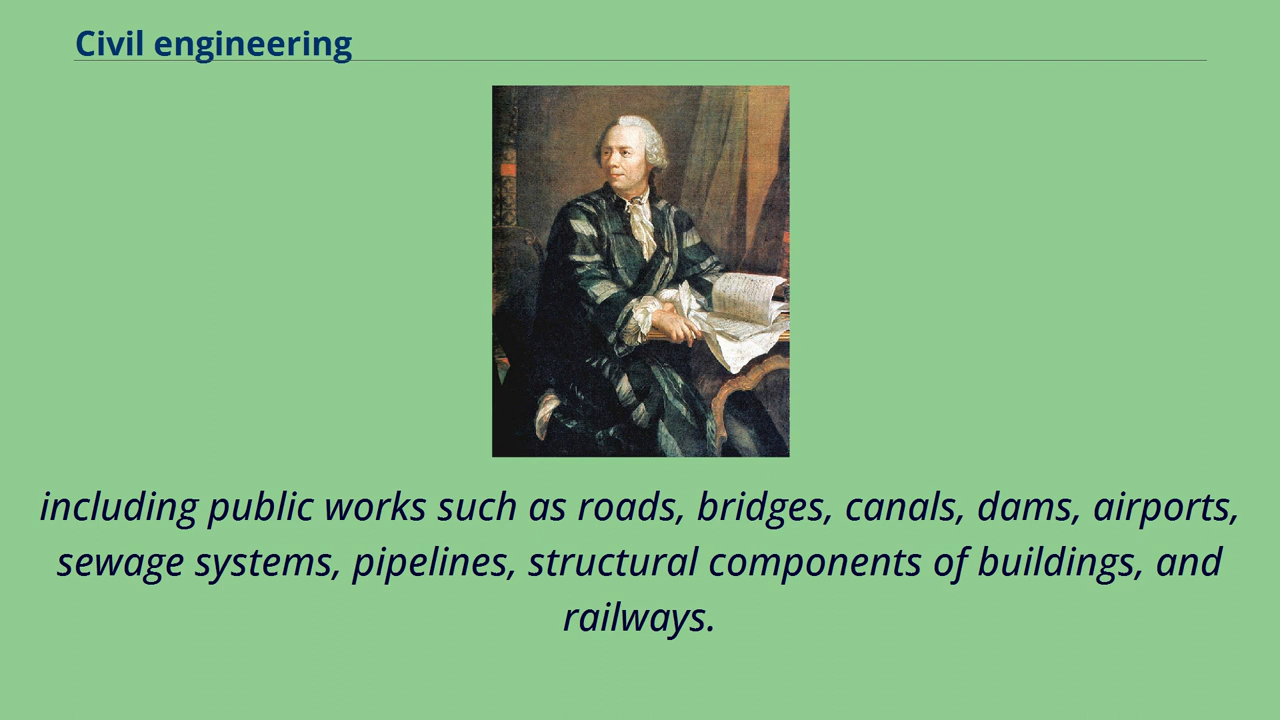 Civil engineering
including public works such as roads, bridges, canals, dams, airports,
sewage systems, pipelines, structural components of buildings, and
railways.